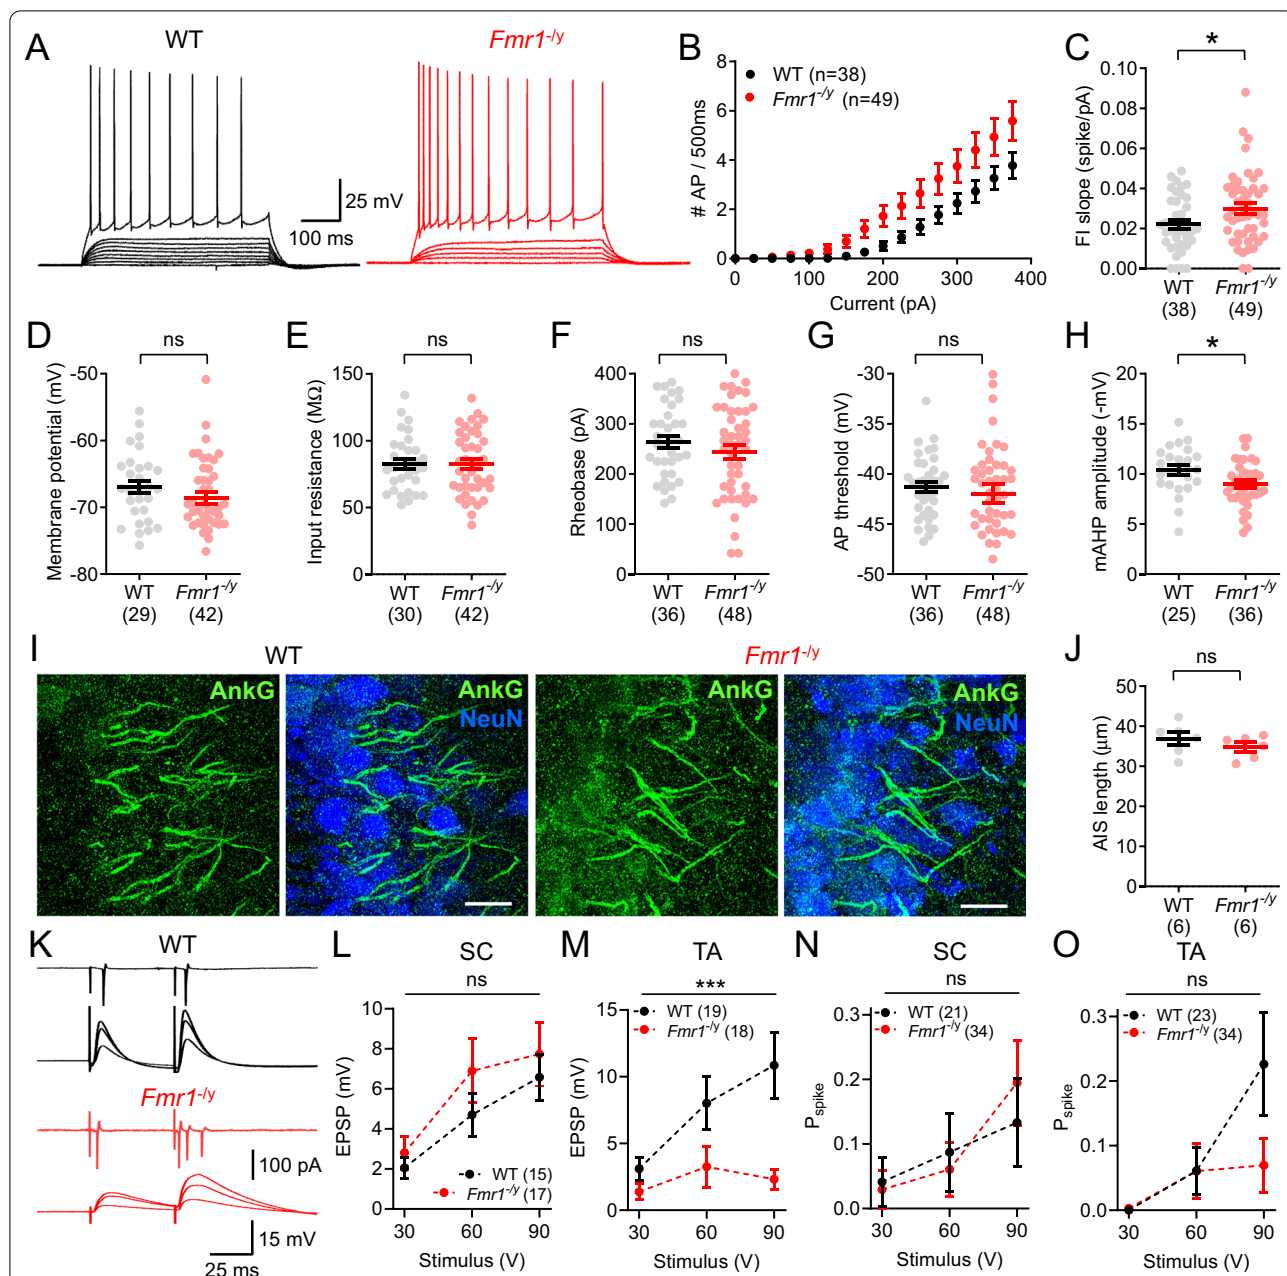 A
WT
Fmr1-/y
25 mV
100 ms
B
WT (n=38)
Fmr1-/y (n=49)
# AP / 500ms
8
6
4
2
0
0 100 200 300 400
Current (pA)
C
*
FI slope (spike/pA)
0.10
0.08
0.06
0.04
0.02
0.00
WT Fmr1-/y
(38) (49)
D
ns
Membrane potential (mV)
-50
-60
-70
-80
WT Fmr1-/y
(29) (42)
E
ns
Input resistance (MΩ)
150
100
50
0
WT Fmr1-/y
(30) (42)
F
ns
Rheobase (pA)
400
300
200
100
0
WT Fmr1-/y
(36) (48)
G
ns
AP threshold (mV)
-30
-35
-40
-45
-50
WT Fmr1-/y
(36) (48)
H
*
mAHP amplitude (-mV)
20
15
10
5
0
WT Fmr1-/y
(25) (36)
I
WT
Fmr1-/y
AnkG
AnkG
NeuN
AnkG
AnkG
NeuN
J
ns
AIS length (μm)
50
40
30
20
10
0
WT Fmr1-/y
(6) (6)
K
WT
Fmr1-/y
100 pA
15 mV
25 ms
L
SC
ns
EPSP (mV)
10
8
6
4
2
0
WT (15)
Fmr1-/y (17)
30 60 90
Stimulus (V)
M
TA
***
WT (19)
Fmr1-/y (18)
EPSP (mV)
15
10
5
0
30 60 90
Stimulus (V)
N
SC
ns
WT (21)
Fmr1-/y (34)
Pspike
0.3
0.2
0.1
0.0
30 60 90
Stimulus (V)
O
TA
ns
WT (23)
Fmr1-/y (34)
Pspike
0.3
0.2
0.1
0.0
30 60 90
Stimulus (V)